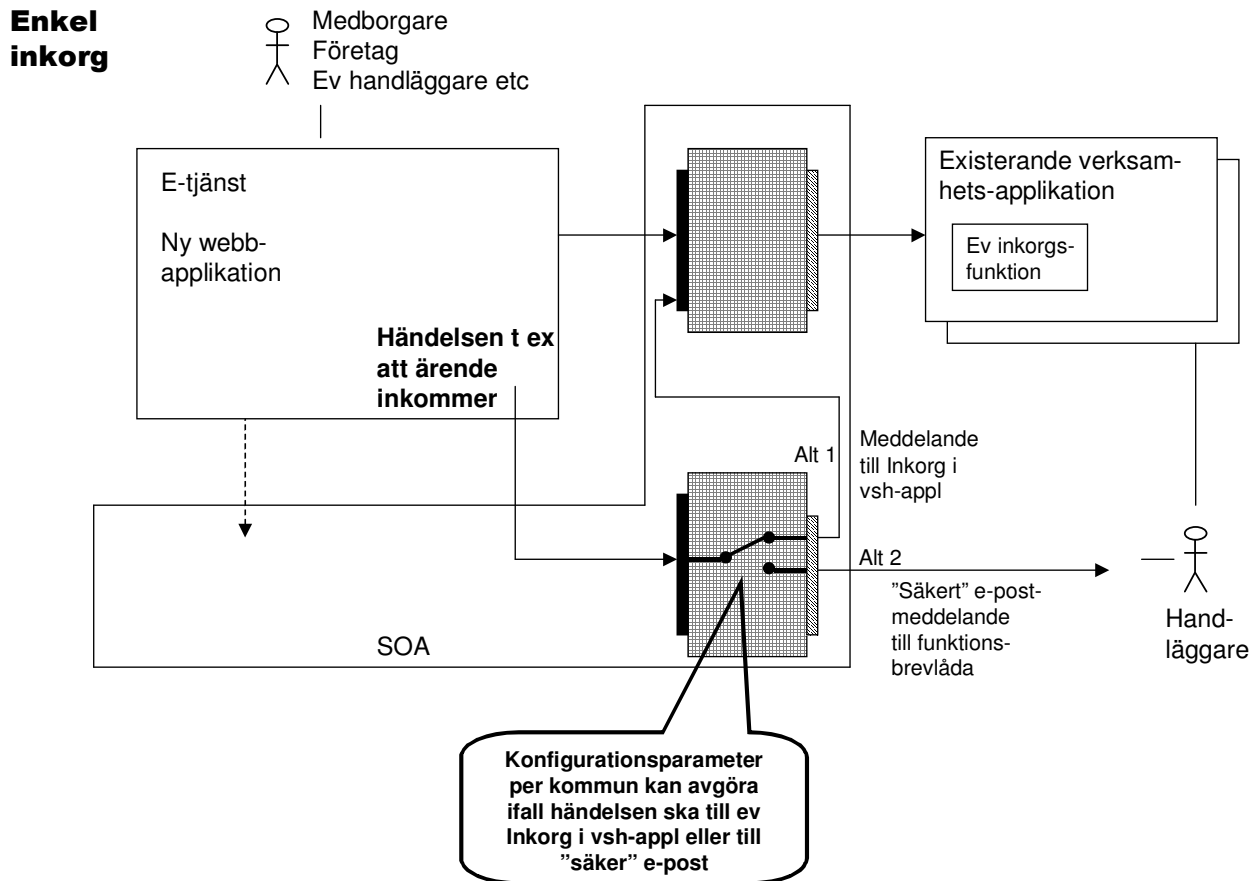 Enkel
inkorg
Medborgare
Företag
Ev handläggare etc
E-tjänst
Ny webb-
applikation
Händelsen t ex
att ärende
inkommer
Existerande verksam-
hets-applikation
Ev inkorgs-
funktion
Alt 1
Meddelande
till Inkorg i
vsh-appl
Alt 2
”Säkert” e-post-
meddelande
till funktions-
brevlåda
Hand-
läggare
SOA
Konfigurationsparameter
per kommun kan avgöra
ifall händelsen ska till ev
Inkorg i vsh-appl eller till
”säker” e-post